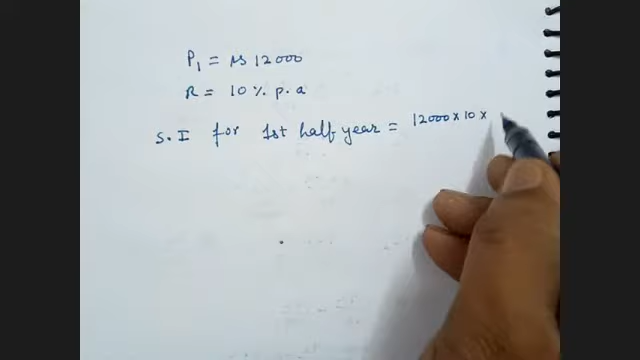 P₁ = Rs 12000
R = 10 % p.a
S.I for 1st half year = 12000 × 10 ×